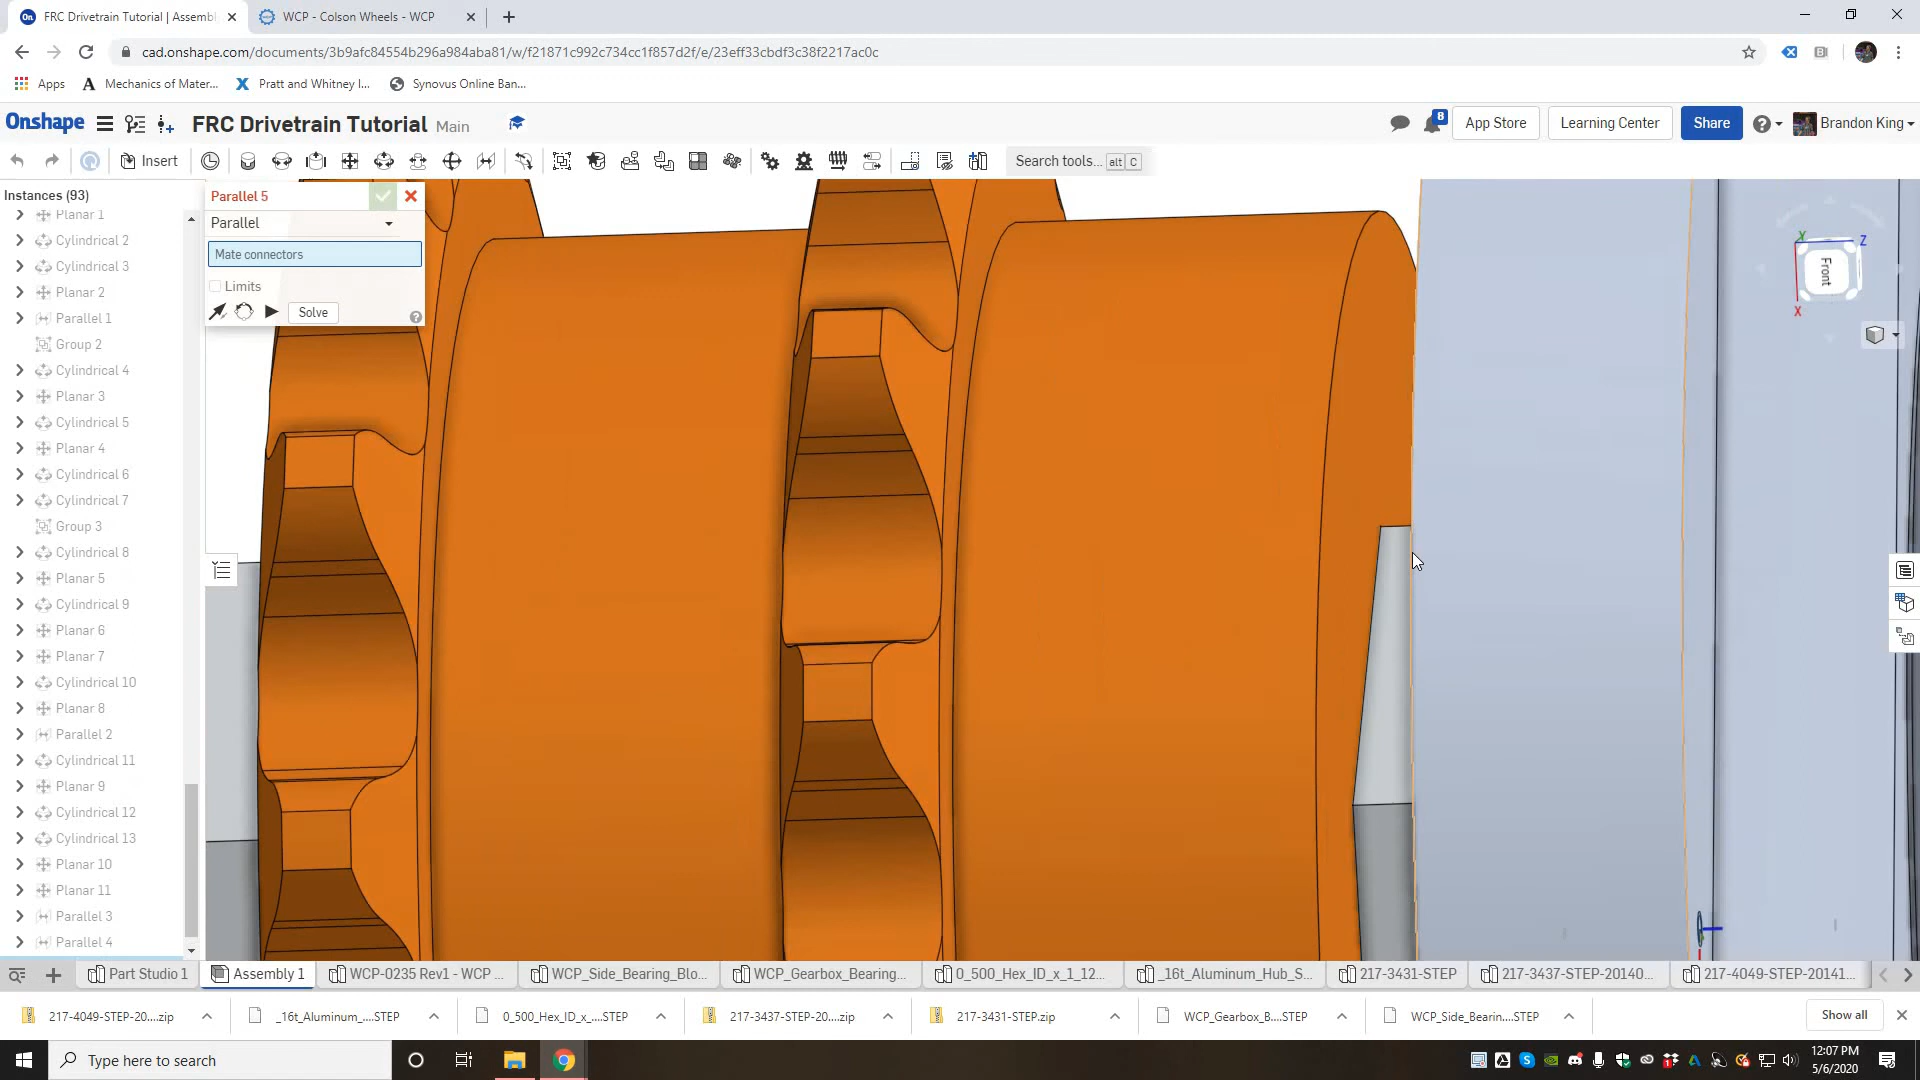 FRC Drivetrain Tutorial | Assembl
WCP - Colson Wheels - WCP
cad.onshape.com/documents/3b9afc84554b296a984aba81/w/f21871c992c734cc1f857d2f/e/23eff33cbdf3c38f2217ac0c
Apps
Mechanics of Mater...
Pratt and Whitney I...
Synovus Online Ban...
Onshape
FRC Drivetrain Tutorial Main
8
App Store
Learning Center
Share
Brandon King
Insert
Search tools... alt C
Instances (93)
Planar 1
Cylindrical 2
Cylindrical 3
Planar 2
Parallel 1
Group 2
Cylindrical 4
Planar 3
Cylindrical 5
Planar 4
Cylindrical 6
Cylindrical 7
Group 3
Cylindrical 8
Planar 5
Cylindrical 9
Planar 6
Planar 7
Cylindrical 10
Planar 8
Parallel 2
Cylindrical 11
Planar 9
Cylindrical 12
Cylindrical 13
Planar 10
Planar 11
Parallel 3
Parallel 4
Parallel 5
Parallel
Mate connectors
Limits
Solve
Y
Z
Front
X
Part Studio 1
Assembly 1
WCP-0235 Rev1 - WCP ...
WCP_Side_Bearing_Blo...
WCP_Gearbox_Bearing...
0_500_Hex_ID_x_1_12...
_16t_Aluminum_Hub_S...
217-3431-STEP
217-3437-STEP-20140...
217-4049-STEP-20141...
217-4049-STEP-20....zip
_16t_Aluminum_....STEP
0_500_Hex_ID_x_....STEP
217-3437-STEP-20....zip
217-3431-STEP.zip
WCP_Gearbox_B....STEP
WCP_Side_Bearin....STEP
Show all
Type here to search
12:07 PM
5/6/2020